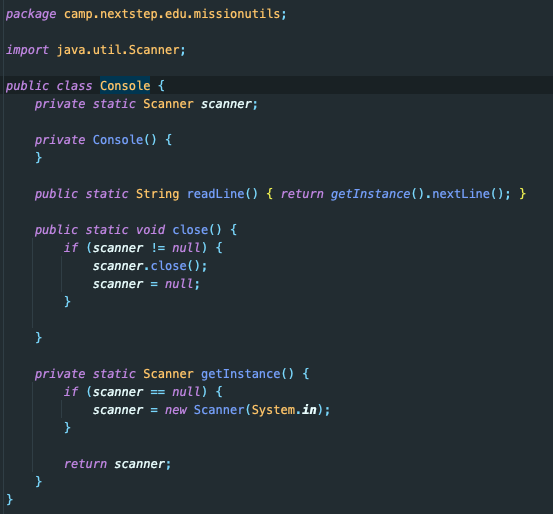 package camp.nextstep.edu.missionutils;
import java.util.Scanner;
public class Console {
private static Scanner scanner;
private Console() {
}
public static String readLine() { return getInstance().nextLine(); }
public static void close() {
if (scanner != null) {
scanner.close();
scanner = null;
}
}
private static Scanner getInstance() {
if (scanner == null) {
scanner = new Scanner(System.in);
}
return scanner;
}
}